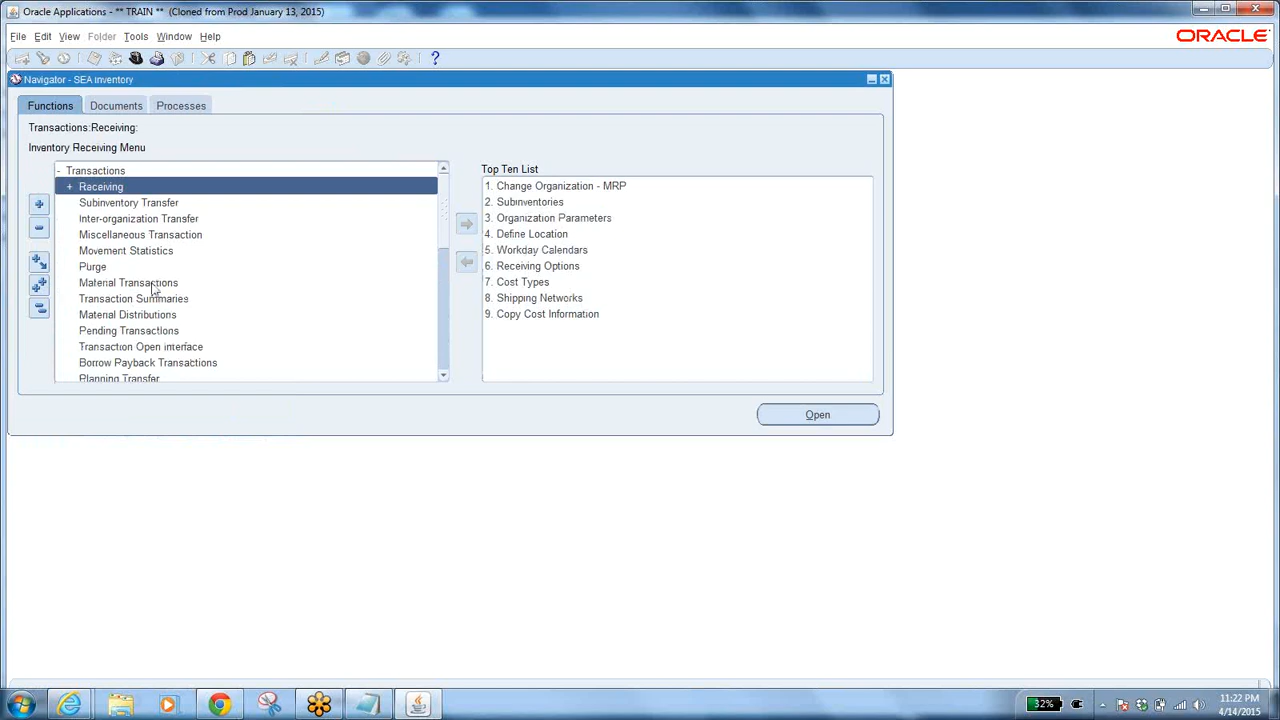 Oracle Applications - ** TRAIN ** (Cloned from Prod January 13, 2015)
File Edit View Folder Tools Window Help
ORACLE
Navigator - SEA inventory
Functions Documents Processes
Transactions:Receiving:
Inventory Receiving Menu
- Transactions
+ Receiving
Subinventory Transfer
Inter-organization Transfer
Miscellaneous Transaction
Movement Statistics
Purge
Material Transactions
Transaction Summaries
Material Distributions
Pending Transactions
Transaction Open interface
Borrow Payback Transactions
Planning Transfer
Top Ten List
1. Change Organization - MRP
2. Subinventories
3. Organization Parameters
4. Define Location
5. Workday Calendars
6. Receiving Options
7. Cost Types
8. Shipping Networks
9. Copy Cost Information
Open
32%
11:22 PM
4/14/2015